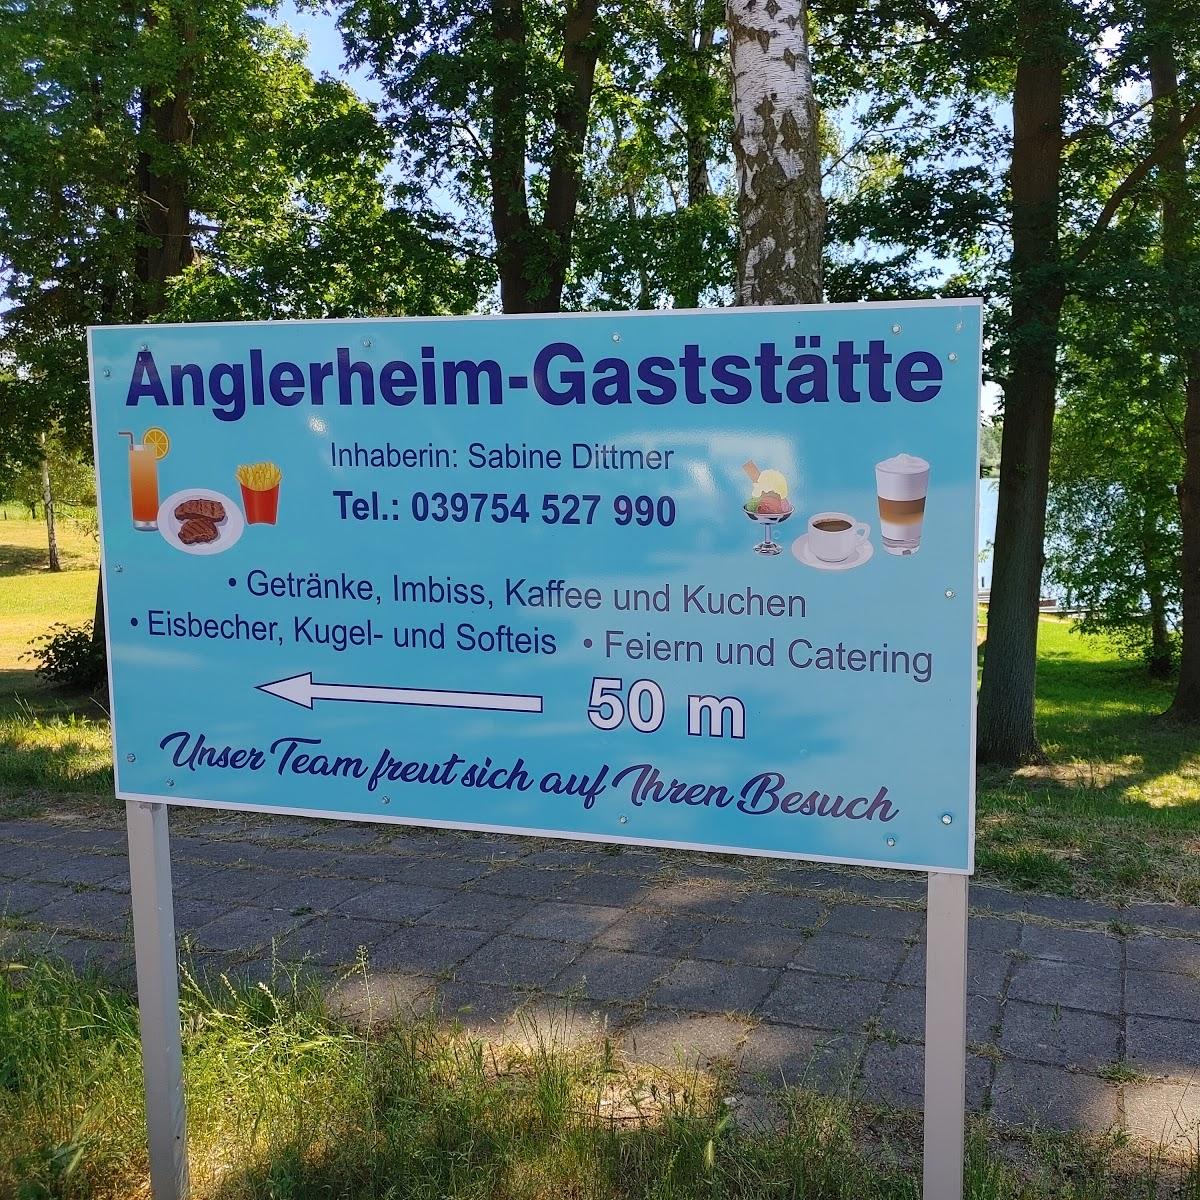 Anglerheim-Gaststätte
Inhaberin: Sabine Dittmer
Tel.: 039754 527 990
• Getränke, Imbiss, Kaffee und Kuchen
• Eisbecher, Kugel- und Softeis • Feiern und Catering
50 m
Unser Team freut sich auf Ihren Besuch